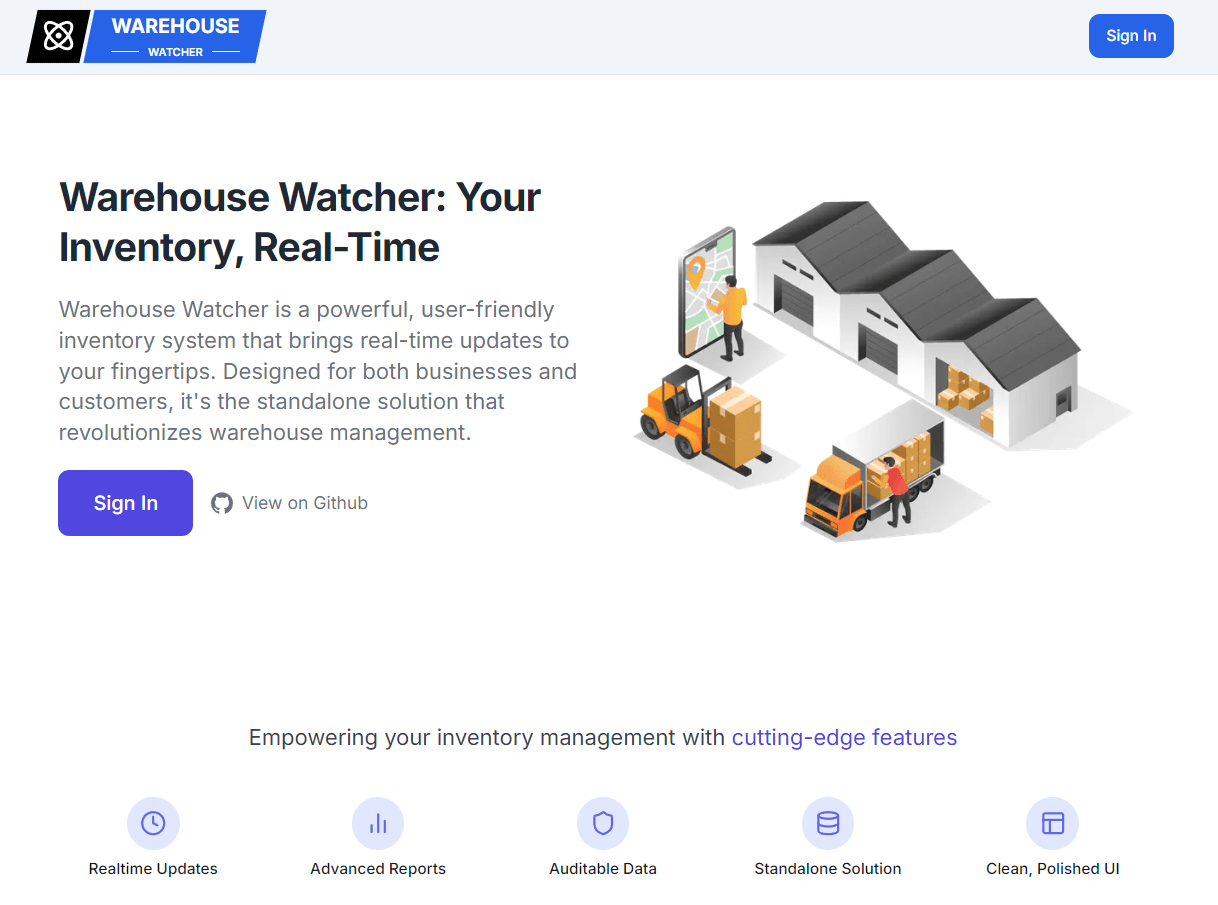 WAREHOUSE
WATCHER
Sign In
Warehouse Watcher: Your
Inventory, Real-Time
Warehouse Watcher is a powerful, user-friendly
inventory system that brings real-time updates to
your fingertips. Designed for both businesses and
customers, it's the standalone solution that
revolutionizes warehouse management.
Sign In
View on Github
Empowering your inventory management with cutting-edge features
Realtime Updates
Advanced Reports
Auditable Data
Standalone Solution
Clean, Polished UI